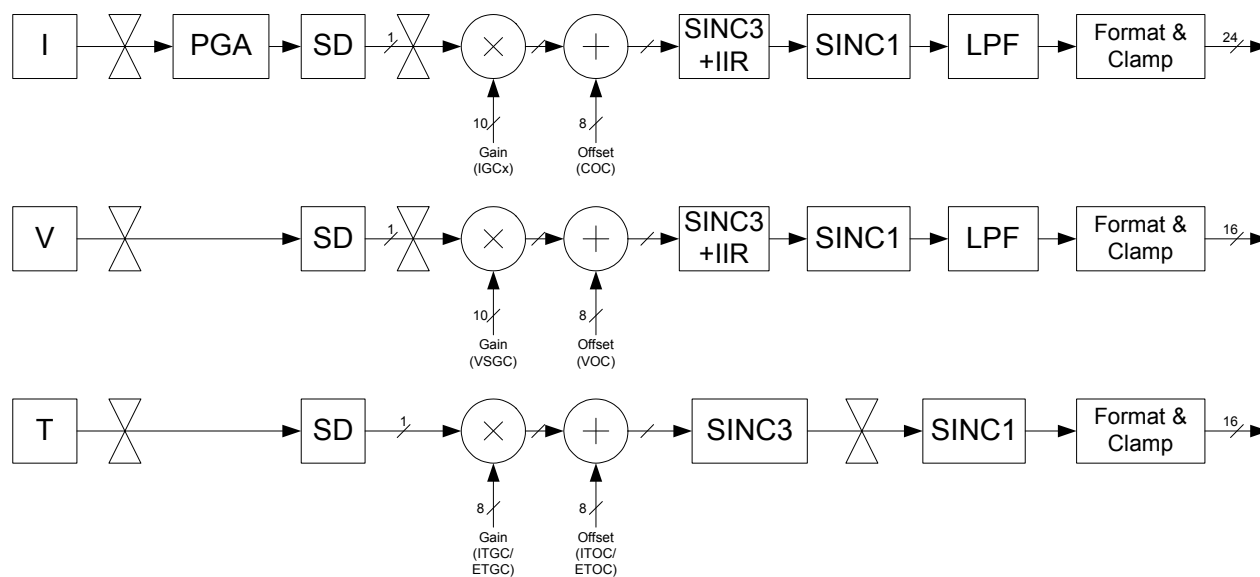 I
PGA
SD
1
SINC3
+IIR
SINC1
LPF
Format &
Clamp
24
10
Gain
(IGCx)
8
Offset
(COC)
V
SD
1
SINC3
+IIR
SINC1
LPF
Format &
Clamp
16
10
Gain
(VSGC)
8
Offset
(VOC)
T
SD
1
SINC3
SINC1
Format &
Clamp
16
8
Gain
(ITGC/
ETGC)
8
Offset
(ITOC/
ETOC)